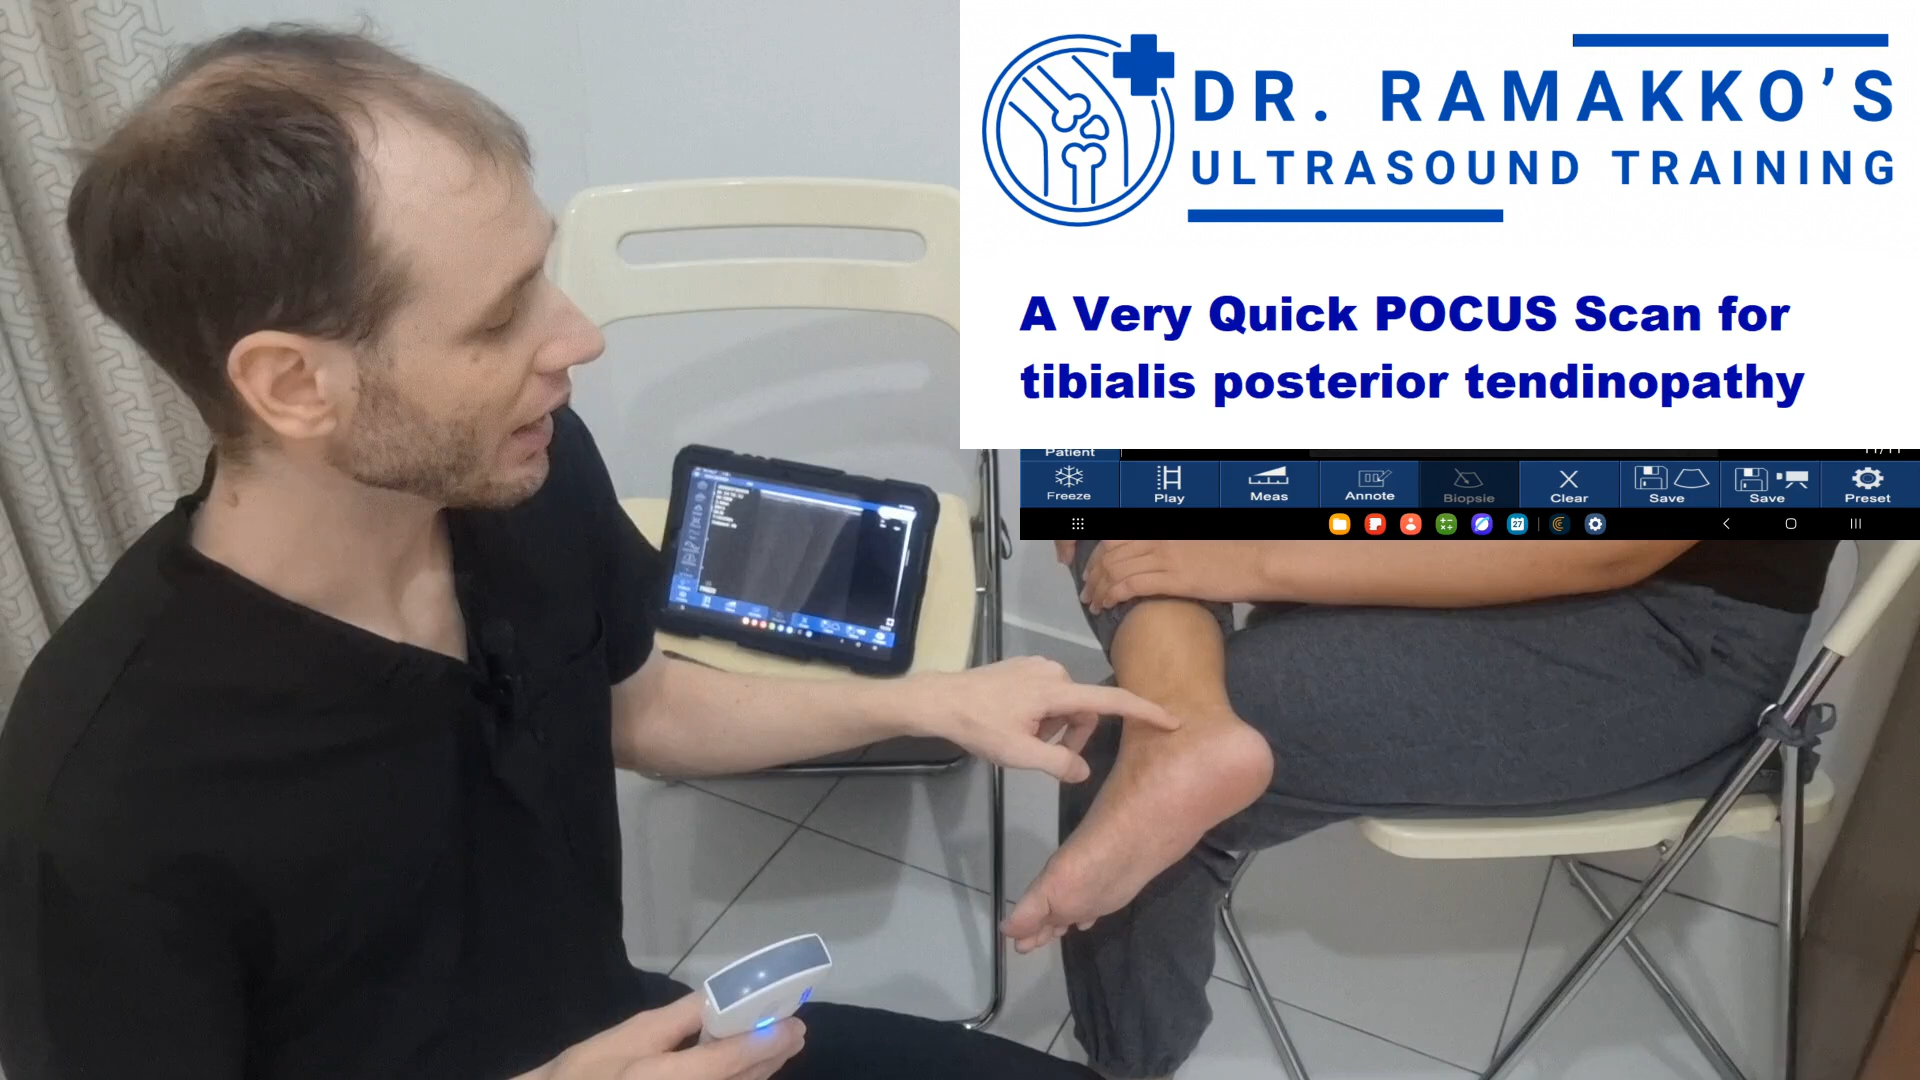 DR. RAMAKKO'S
ULTRASOUND TRAINING
A Very Quick POCUS Scan for
tibialis posterior tendinopathy
Patient
Freeze
Play
Meas
Annote
Biopsie
Clear
Save
Save
Preset
27